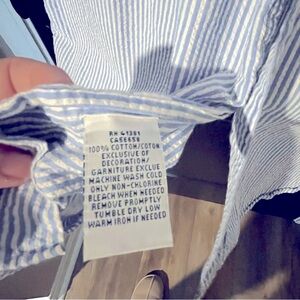 RN 41381
CA56658
100% COTTON/COTON
EXCLUSIVE OF
DECORATION/
GARNITURE EXCLUE
MACHINE WASH COLD
ONLY NON-CHLORINE
BLEACH WHEN NEEDED
REMOVE PROMPTLY
TUMBLE DRY LOW
WARM IRON IF NEEDED